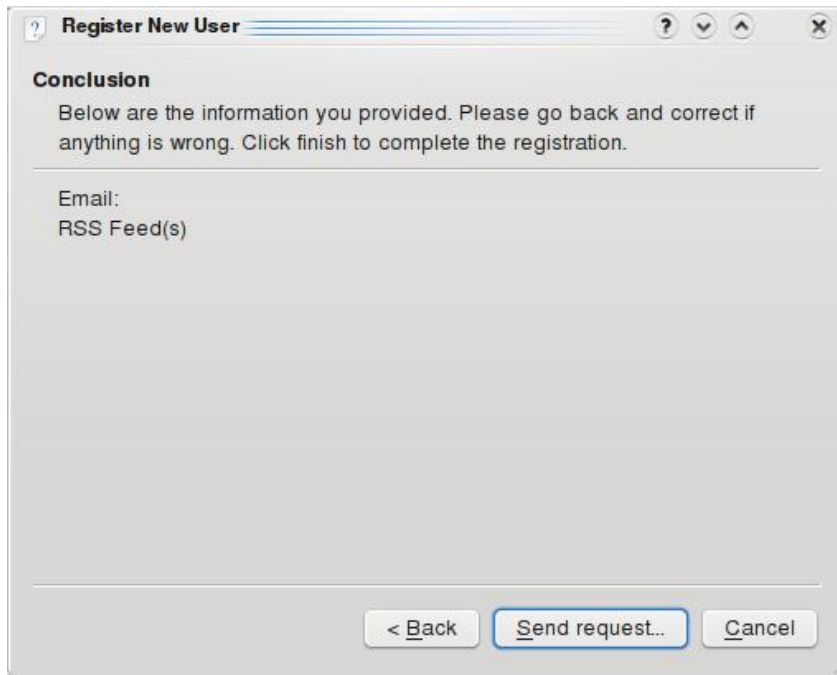 Register New User
Conclusion
Below are the information you provided. Please go back and correct if
anything is wrong. Click finish to complete the registration.
Email:
RSS Feed(s)
< Back
Send request...
Cancel